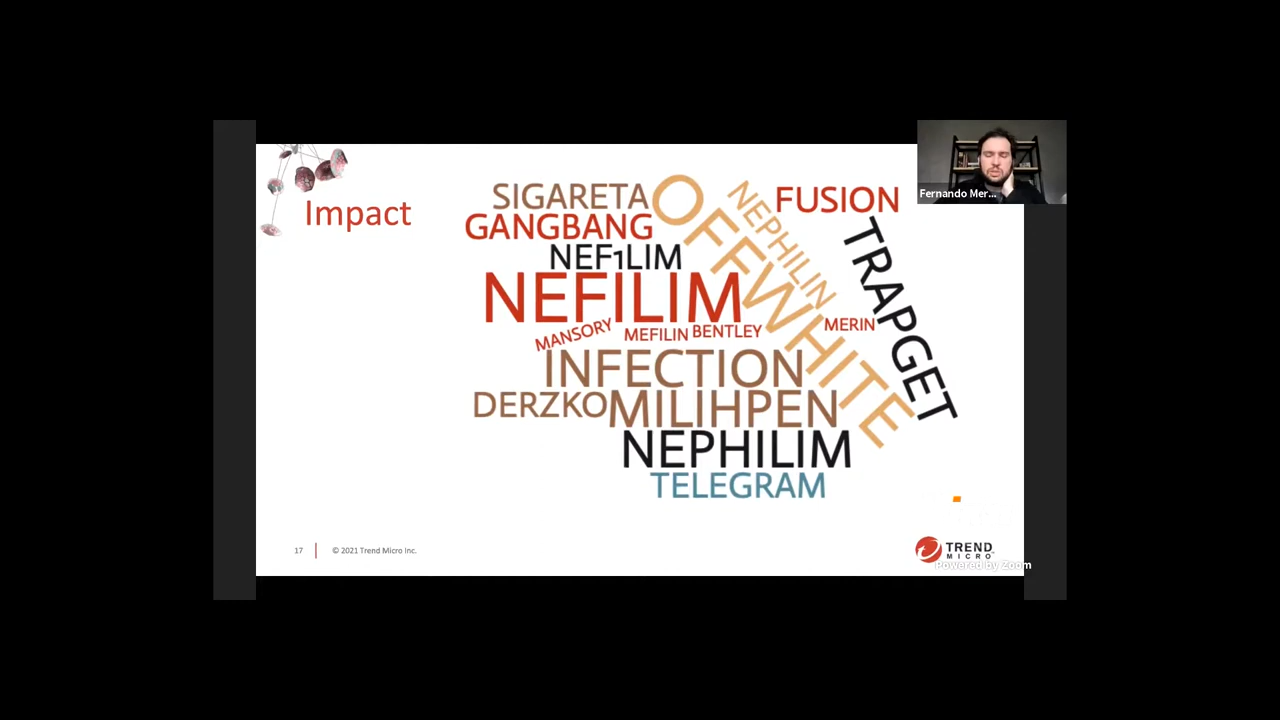 Impact
SIGARETA
OFFWHITE
NEPHILIN
FUSION
GANGBANG
NEF1LIM
TRAPGET
NEFILIM
MANSORY
MEFILIN
BENTLEY
MERIN
INFECTION
DERZKO
MILIHPEN
NEPHILIM
TELEGRAM
Fernando Mer...
17
© 2021 Trend Micro Inc.
TREND
MICRO
Powered by Zoom